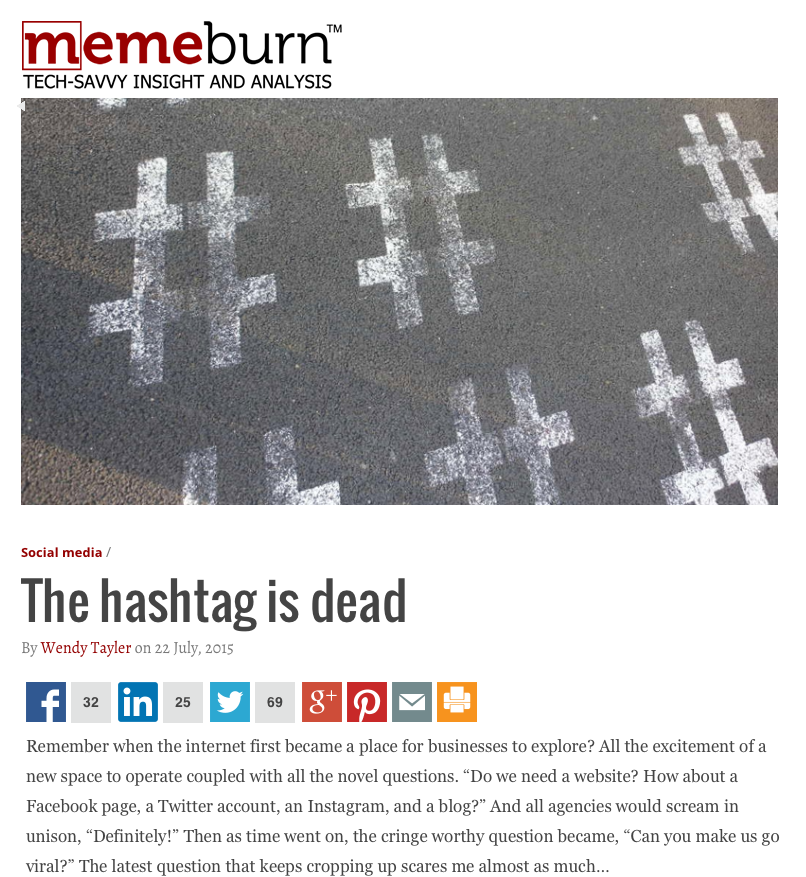 memeburn™
TECH-SAVVY INSIGHT AND ANALYSIS
# # #
# # #
Social media /
The hashtag is dead
By Wendy Tayler on 22 July, 2015
f 32 in 25 69 g+
Remember when the internet first became a place for businesses to explore? All the excitement of a
new space to operate coupled with all the novel questions. “Do we need a website? How about a
Facebook page, a Twitter account, an Instagram, and a blog?” And all agencies would scream in
unison, “Definitely!” Then as time went on, the cringe worthy question became, “Can you make us go
viral?” The latest question that keeps cropping up scares me almost as much...